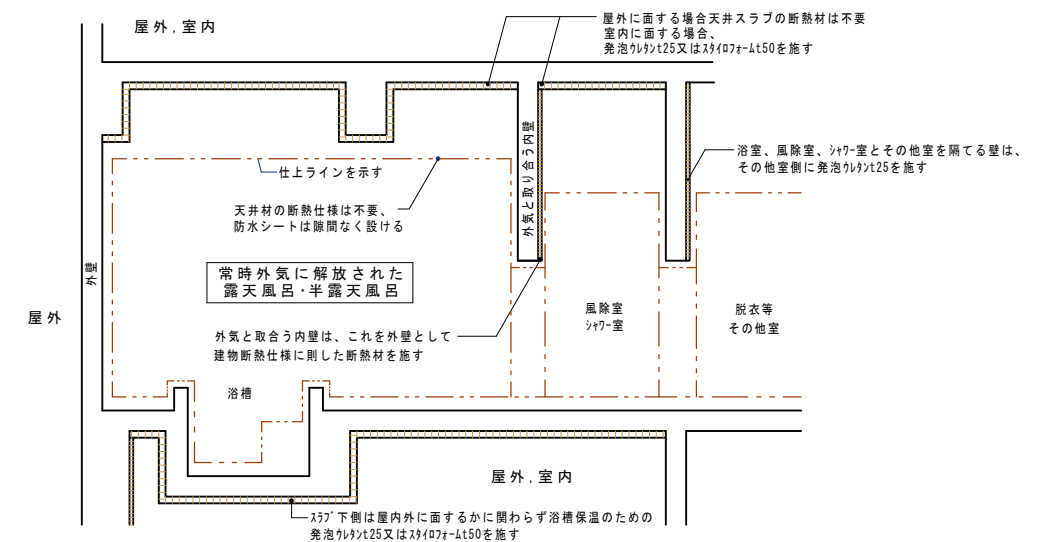 屋外,室内
屋外に面する場合天井スラブの断熱材は不要
室内に面する場合、
発泡ｳﾚﾀﾝt25又はｽﾀｲﾛﾌｫｰﾑt50を施す
外気と取り合う内壁
浴室、風除室、ｼｬﾜｰ室とその他室を隔てる壁は、
その他室側に発泡ｳﾚﾀﾝt25を施す
仕上ラインを示す
天井材の断熱仕様は不要、
防水シートは隙間なく設ける
外壁
常時外気に解放された
露天風呂･半露天風呂
屋外
風除室
ｼｬﾜｰ室
脱衣等
その他室
外気と取合う内壁は、これを外壁として
建物断熱仕様に則した断熱材を施す
浴槽
屋外,室内
ｽﾗﾌﾞ下側は屋内外に面するかに関わらず浴槽保温のための
発泡ｳﾚﾀﾝt25又はｽﾀｲﾛﾌｫｰﾑt50を施す